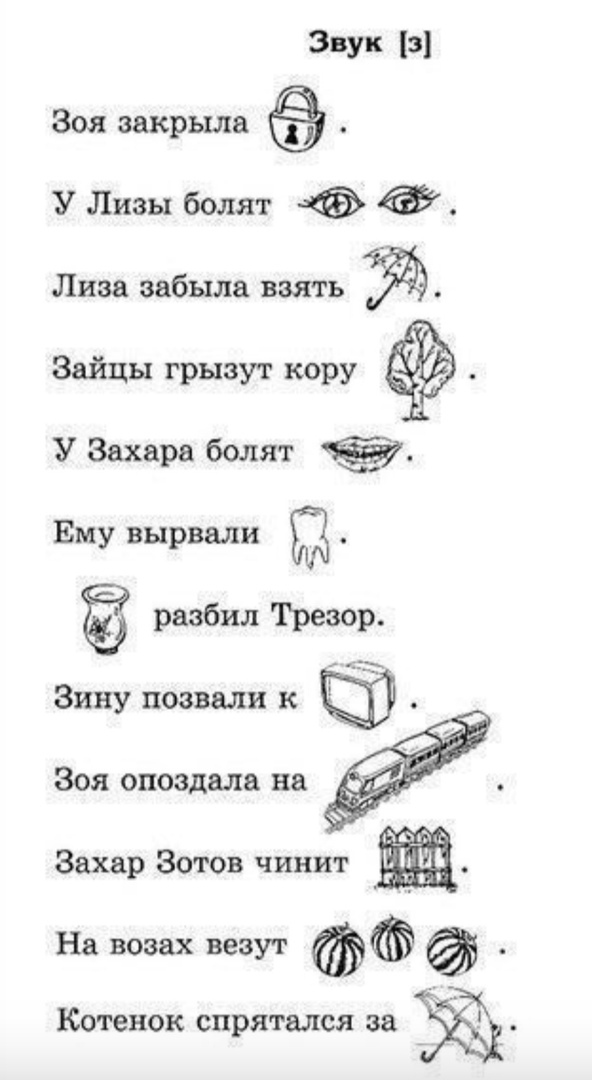 Звук [з]
Зоя закрыла .
У Лизы болят .
Лиза забыла взять .
Зайцы грызут кору .
У Захара болят .
Ему вырвали .
разбил Трезор.
Зину позвали к .
Зоя опоздала на .
Захар Зотов чинит .
На возах везут .
Котенок спрятался за .